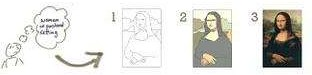 woman
in pastoral
setting
1 2 3